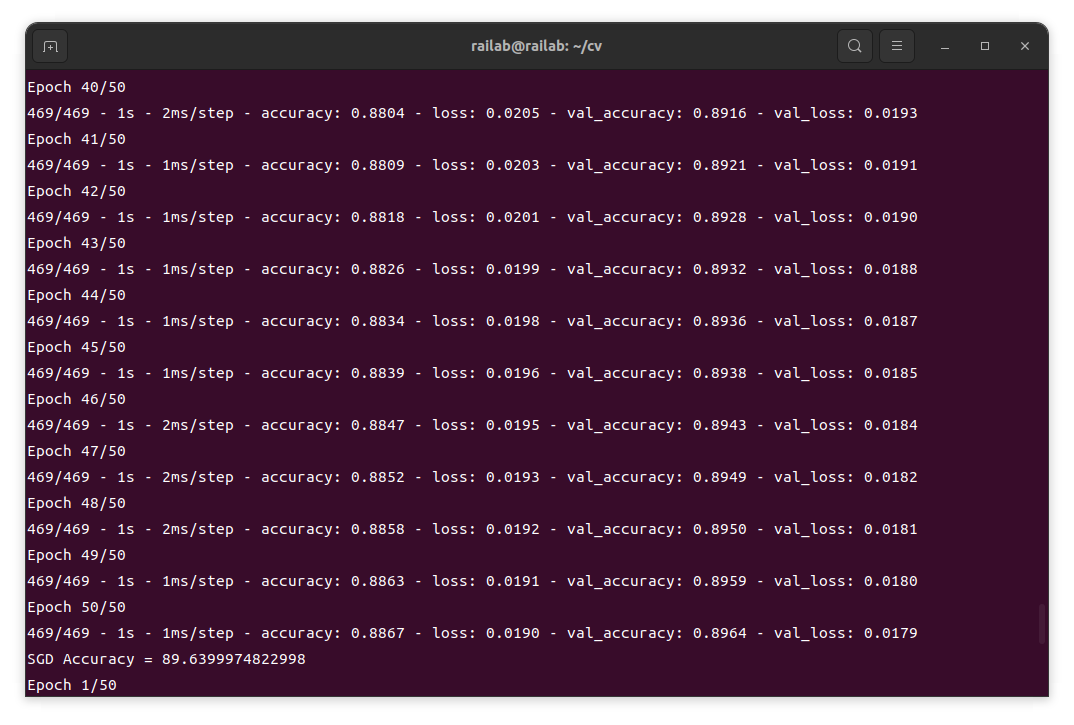 railab@railab: ~/cv
Epoch 40/50
469/469 - 1s - 2ms/step - accuracy: 0.8804 - loss: 0.0205 - val_accuracy: 0.8916 - val_loss: 0.0193
Epoch 41/50
469/469 - 1s - 1ms/step - accuracy: 0.8809 - loss: 0.0203 - val_accuracy: 0.8921 - val_loss: 0.0191
Epoch 42/50
469/469 - 1s - 1ms/step - accuracy: 0.8818 - loss: 0.0201 - val_accuracy: 0.8928 - val_loss: 0.0190
Epoch 43/50
469/469 - 1s - 1ms/step - accuracy: 0.8826 - loss: 0.0199 - val_accuracy: 0.8932 - val_loss: 0.0188
Epoch 44/50
469/469 - 1s - 1ms/step - accuracy: 0.8834 - loss: 0.0198 - val_accuracy: 0.8936 - val_loss: 0.0187
Epoch 45/50
469/469 - 1s - 1ms/step - accuracy: 0.8839 - loss: 0.0196 - val_accuracy: 0.8938 - val_loss: 0.0185
Epoch 46/50
469/469 - 1s - 2ms/step - accuracy: 0.8847 - loss: 0.0195 - val_accuracy: 0.8943 - val_loss: 0.0184
Epoch 47/50
469/469 - 1s - 2ms/step - accuracy: 0.8852 - loss: 0.0193 - val_accuracy: 0.8949 - val_loss: 0.0182
Epoch 48/50
469/469 - 1s - 2ms/step - accuracy: 0.8858 - loss: 0.0192 - val_accuracy: 0.8950 - val_loss: 0.0181
Epoch 49/50
469/469 - 1s - 1ms/step - accuracy: 0.8863 - loss: 0.0191 - val_accuracy: 0.8959 - val_loss: 0.0180
Epoch 50/50
469/469 - 1s - 1ms/step - accuracy: 0.8867 - loss: 0.0190 - val_accuracy: 0.8964 - val_loss: 0.0179
SGD Accuracy = 89.6399974822998
Epoch 1/50